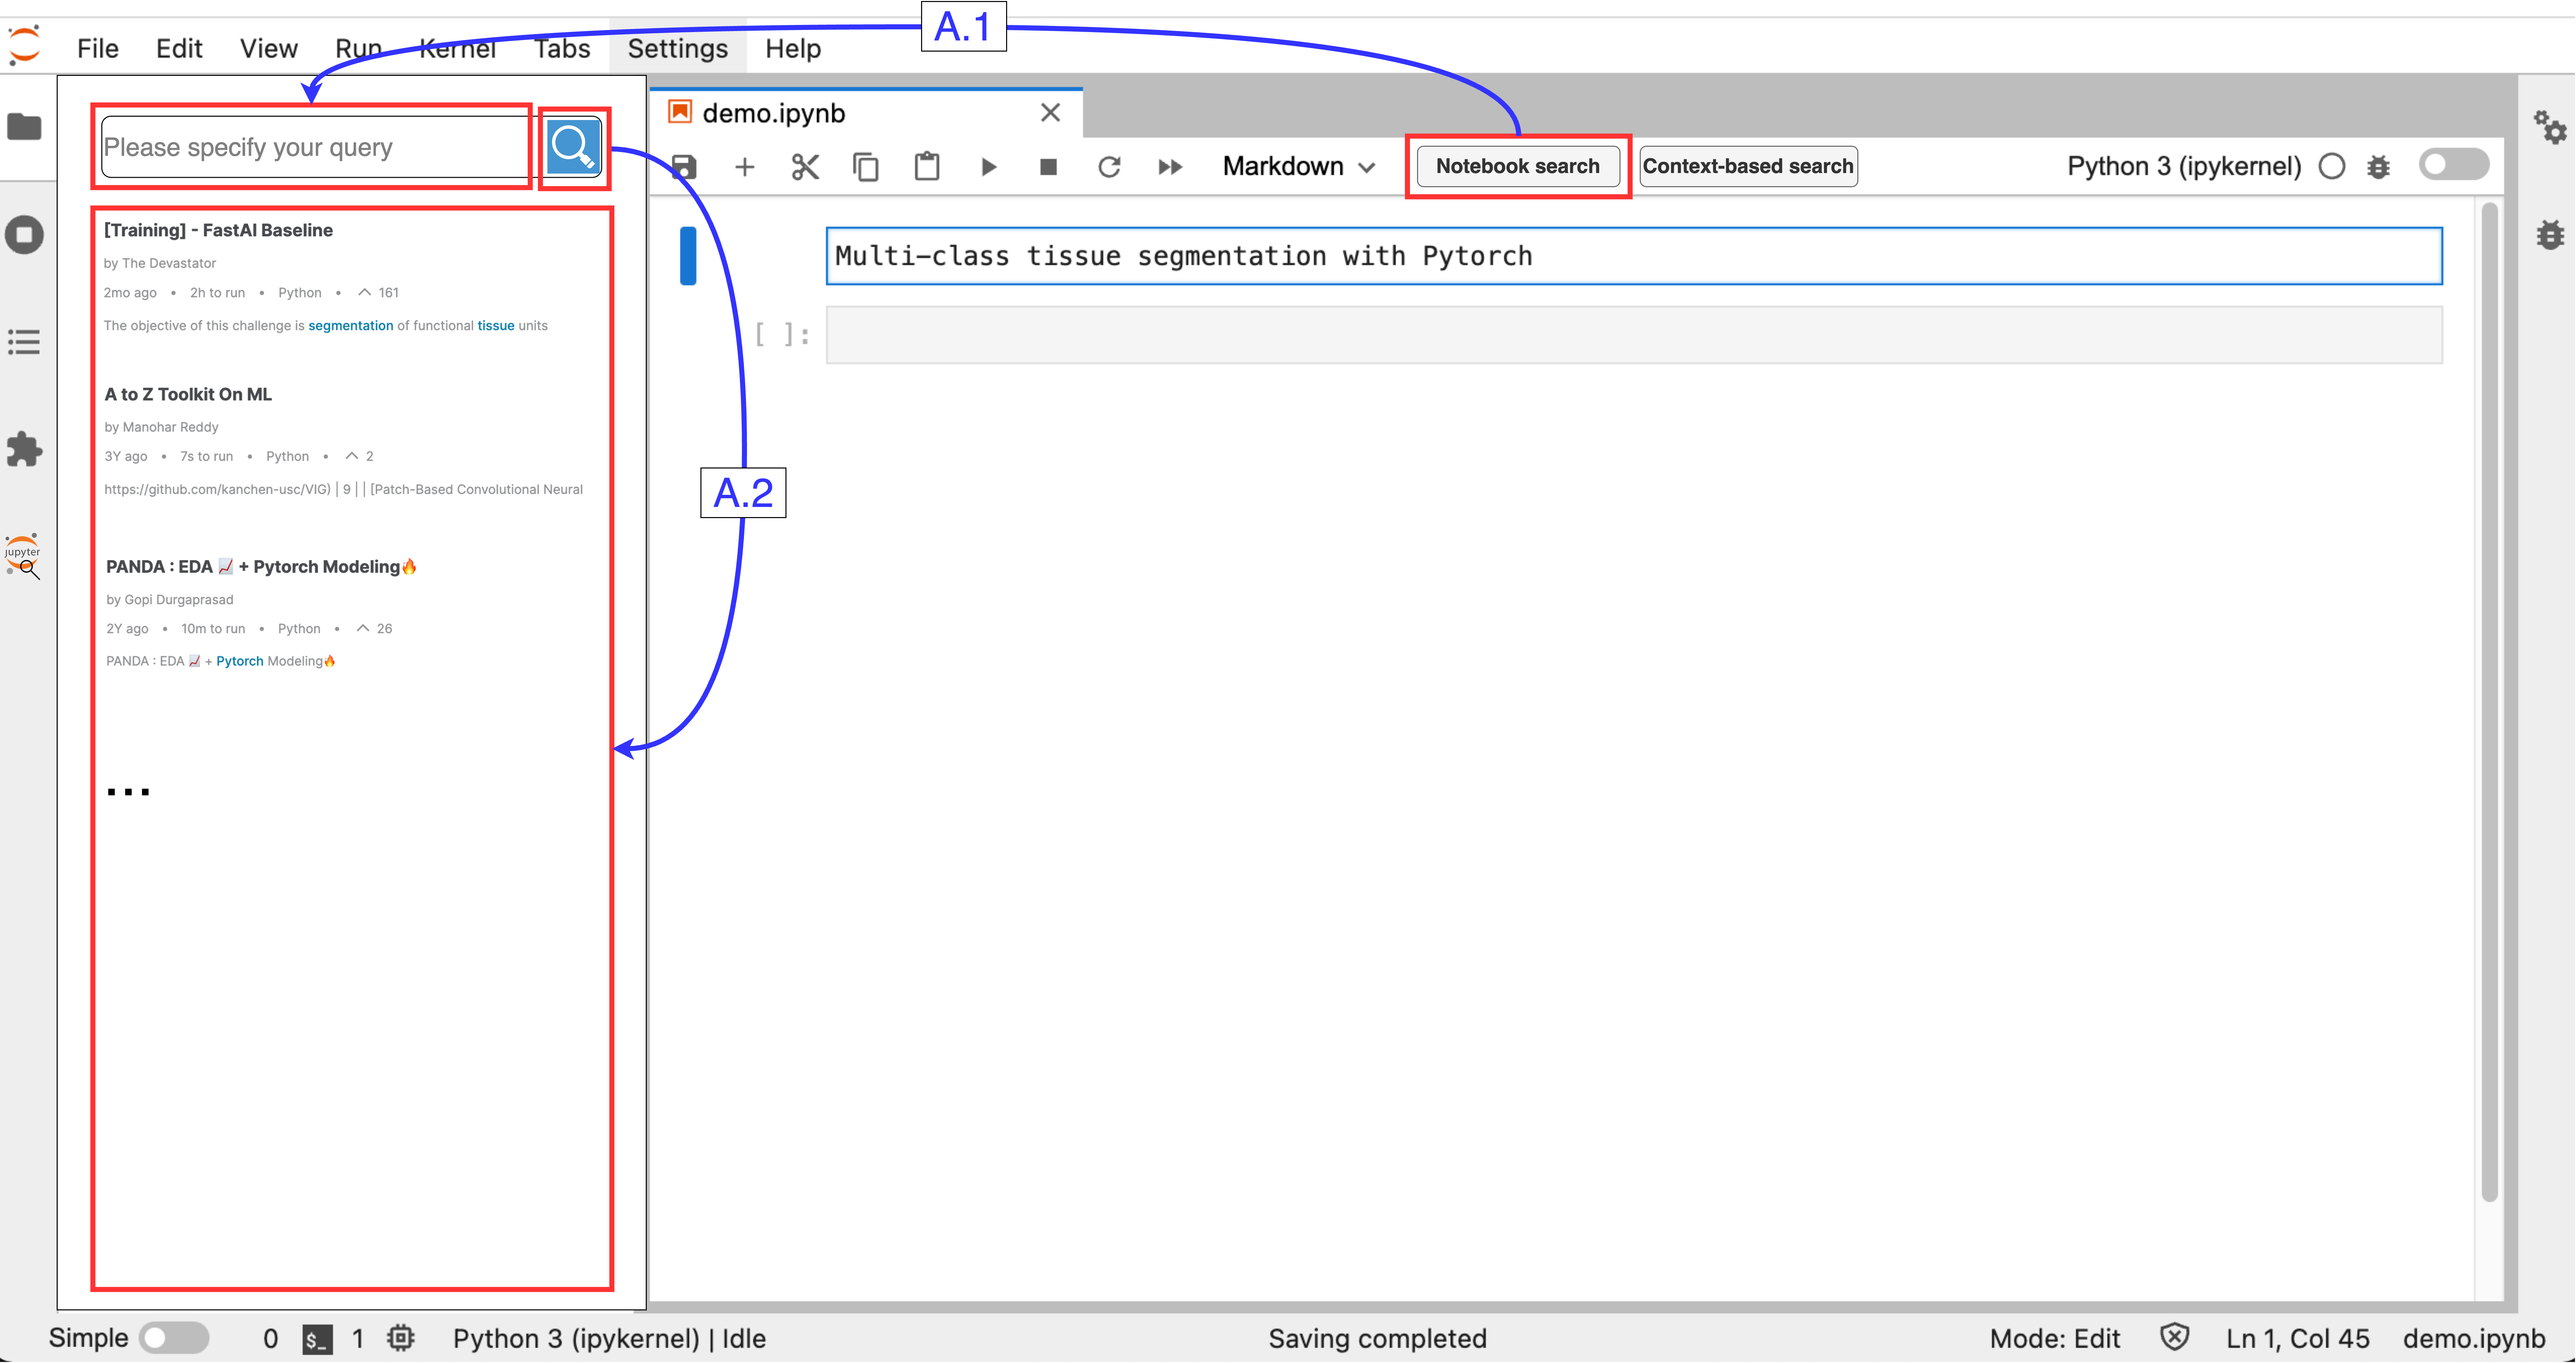 A.1
File Edit View Run Kernel Tabs Settings Help
Please specify your query
demo.ipynb
Markdown
Notebook search
Context-based search
Python 3 (ipykernel)
[Training] - FastAI Baseline
by The Devastator
2mo ago • 2h to run • Python • 161
The objective of this challenge is segmentation of functional tissue units
A to Z Toolkit On ML
by Manohar Reddy
3Y ago • 7s to run • Python • 2
https://github.com/kanchen-usc/VIG) | 9 | | [Patch-Based Convolutional Neural
PANDA : EDA 📈 + Pytorch Modeling🔥
by Gopi Durgaprasad
2Y ago • 10m to run • Python • 26
PANDA : EDA 📈 + Pytorch Modeling🔥
...
jupyter
A.2
Multi-class tissue segmentation with Pytorch
[ ]:
Simple 0 $_ 1 Python 3 (ipykernel) | Idle Saving completed Mode: Edit Ln 1, Col 45 demo.ipynb